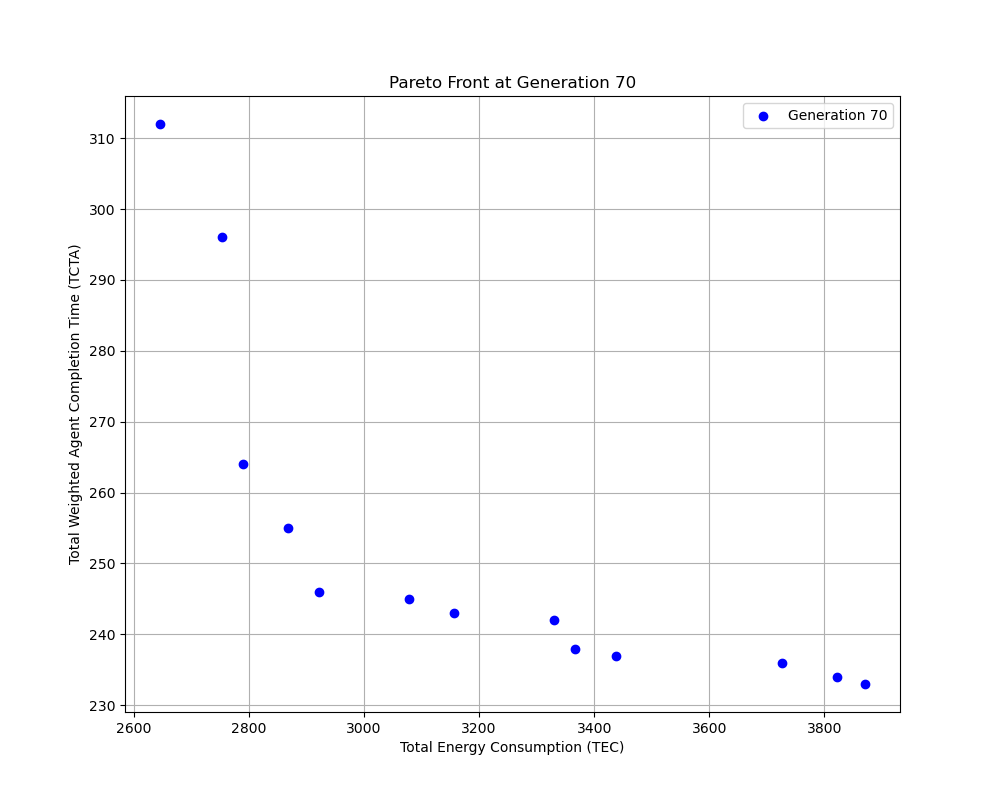 Pareto Front at Generation 70
Generation 70
310
300
290
280
270
260
250
240
230
Total Weighted Agent Completion Time (TCTA)
2600 2800 3000 3200 3400 3600 3800
Total Energy Consumption (TEC)